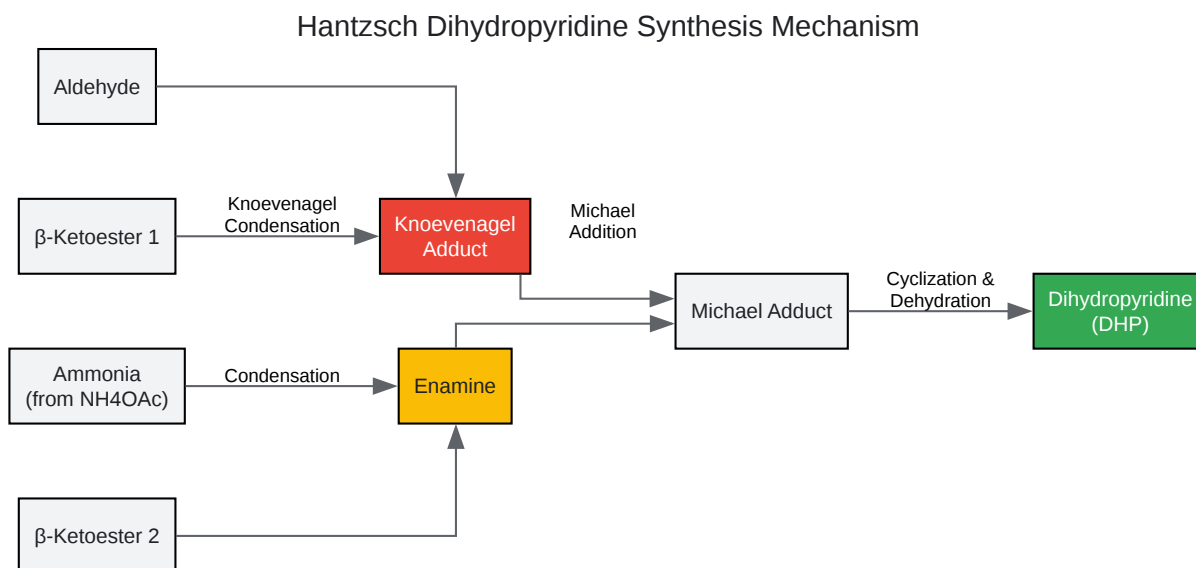 Hantzsch Dihydropyridine Synthesis Mechanism
Aldehyde
β-Ketoester 1
Knoevenagel
Condensation
Knoevenagel
Adduct
Michael
Addition
Ammonia
(from NH4OAc)
Condensation
Enamine
β-Ketoester 2
Michael Adduct
Cyclization &
Dehydration
Dihydropyridine
(DHP)